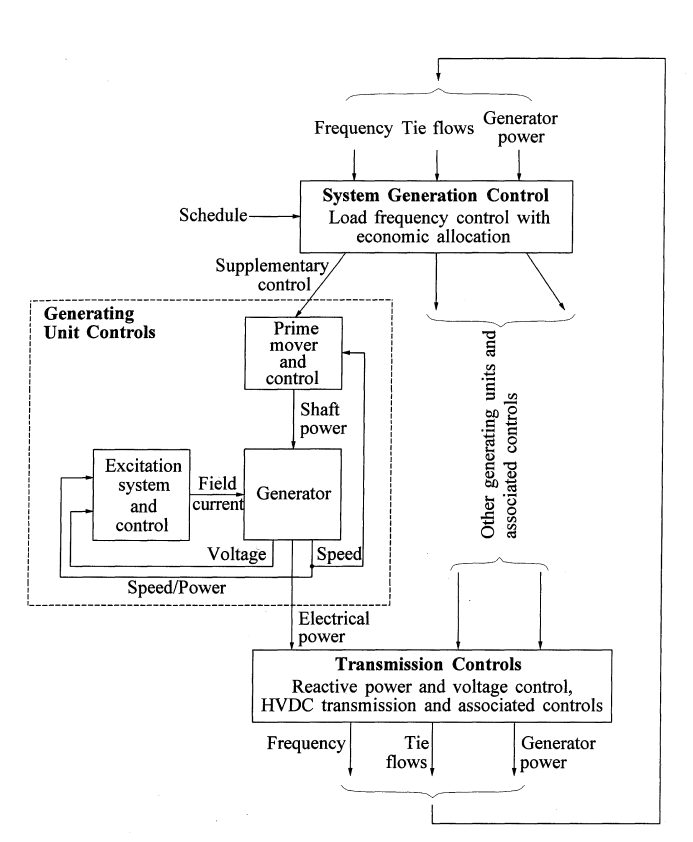 Frequency Tie flows Generator
power
System Generation Control
Schedule
Load frequency control with
economic allocation
Supplementary
control
Generating
Unit Controls
Prime
mover
and
control
Shaft
power
Other generating units and
associated controls
Excitation
system
and
control
Field
current
Generator
Voltage
Speed
Speed/Power
Electrical
power
Transmission Controls
Reactive power and voltage control,
HVDC transmission and associated controls
Frequency
Tie
flows
Generator
power